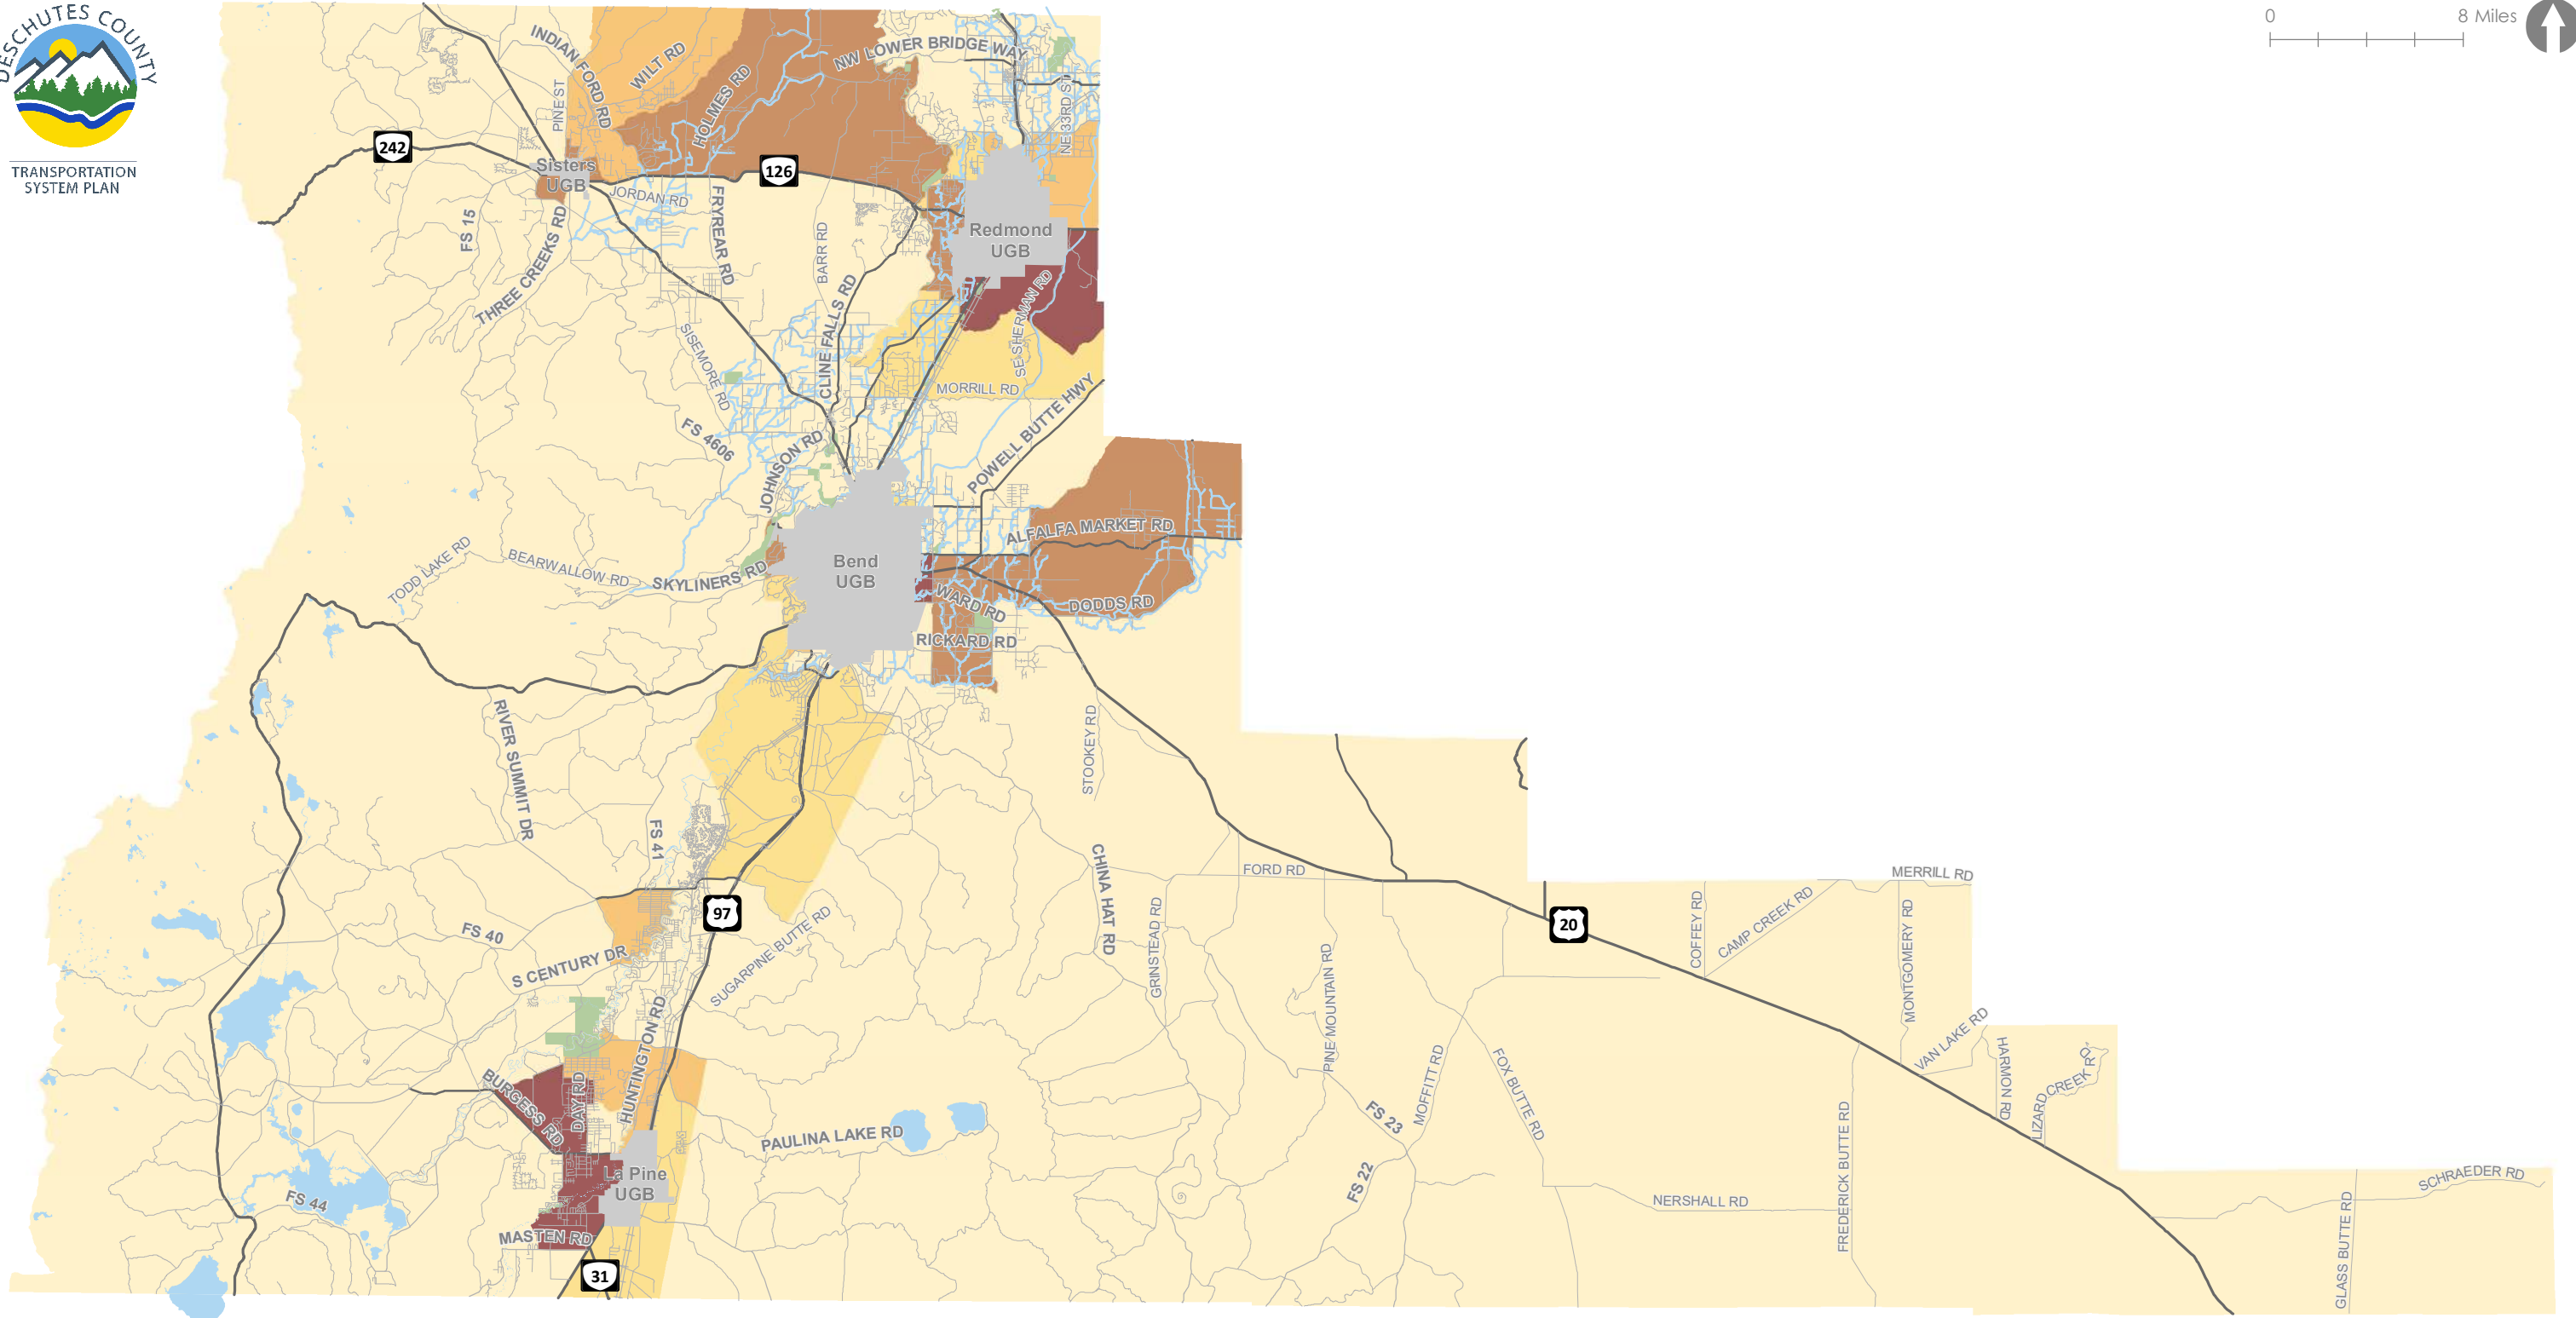 DESCHUTES COUNTY
TRANSPORTATION
SYSTEM PLAN
0
8 Miles
INDIAN FORD RD
WILT RD
NW LOWER BRIDGE WAY
PINE ST
HOLMES RD
NE 33RD ST
242
Sisters
UGB
126
JORDAN RD
FRYREAR RD
FS 15
THREE CREEKS RD
BARR RD
Redmond
UGB
CLINE FALLS RD
SE SHERMAN RD
SISEMORE RD
MORRILL RD
POWELL BUTTE HWY
FS 4606
JOHNSON RD
ALFALFA MARKET RD
TODD LAKE RD
BEARWALLOW RD
SKYLINERS RD
Bend
UGB
WARD RD
DODDS RD
RICKARD RD
RIVER SUMMIT DR
STOOKEY RD
FS 41
CHINA HAT RD
FORD RD
MERRILL RD
97
20
FS 40
S CENTURY DR
SUGARPINE BUTTE RD
GRINSTEAD RD
PINE MOUNTAIN RD
COFFEY RD
CAMP CREEK RD
MONTGOMERY RD
HUNTINGTON RD
VAN LAKE RD
HARMON RD
LIZARD CREEK RD
BURGESS RD
DAY RD
MOFFITT RD
FOX BUTTE RD
FS 23
PAULINA LAKE RD
FREDERICK BUTTE RD
La Pine
UGB
FS 22
FS 44
NERSHALL RD
SCHRAEDER RD
MASTEN RD
GLASS BUTTE RD
31